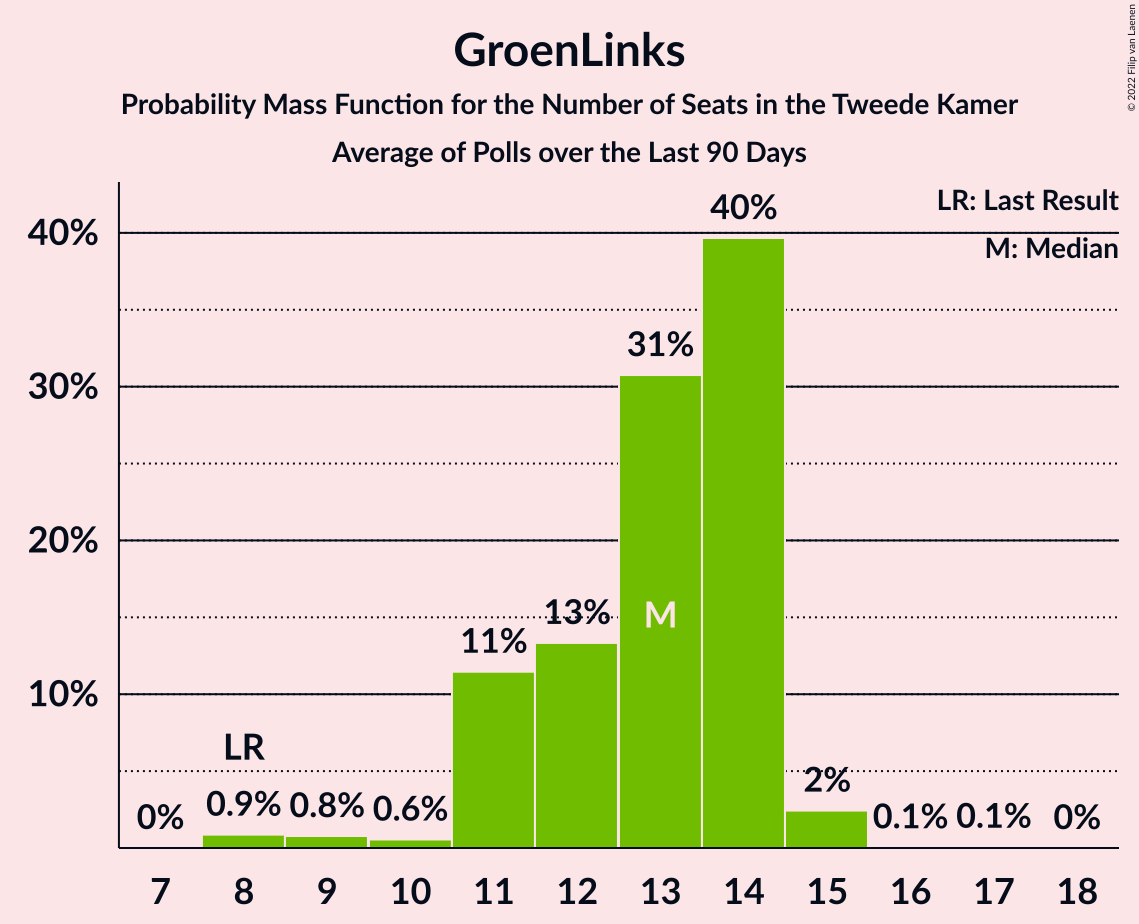 GroenLinks
Probability Mass Function for the Number of Seats in the Tweede Kamer
Average of Polls over the Last 90 Days
© 2022 Filip van Laenen
LR: Last Result
M: Median
40%
30%
20%
10%
0%
LR
0.9%
0.8%
0.6%
11%
13%
31%
M
40%
2%
0.1%
0.1%
0%
7 8 9 10 11 12 13 14 15 16 17 18